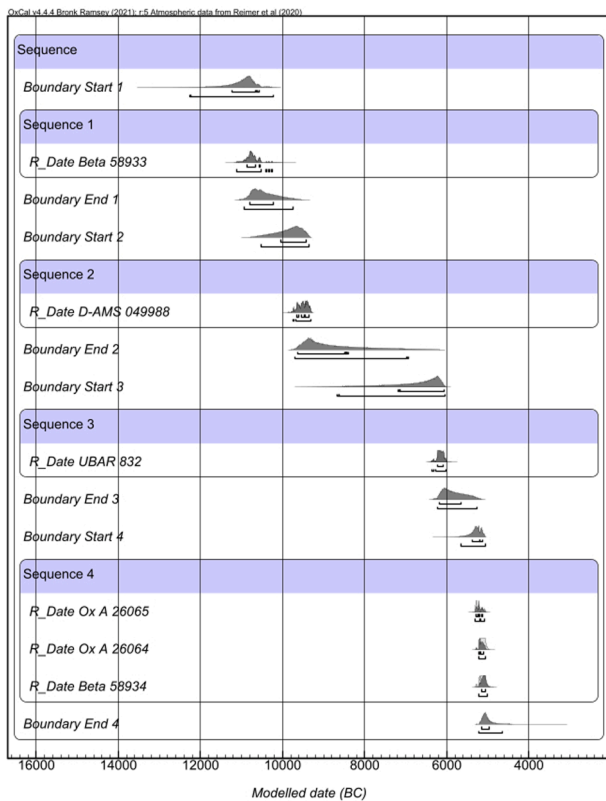 OxCal v4.4.4 Bronk Ramsey (2021); r:5 Atmospheric data from Reimer et al (2020)
Sequence
Boundary Start 1
Sequence 1
R_Date Beta 58933
Boundary End 1
Boundary Start 2
Sequence 2
R_Date D-AMS 049988
Boundary End 2
Boundary Start 3
Sequence 3
R_Date UBAR 832
Boundary End 3
Boundary Start 4
Sequence 4
R_Date Ox A 26065
R_Date Ox A 26064
R_Date Beta 58934
Boundary End 4
16000 14000 12000 10000 8000 6000 4000
Modelled date (BC)